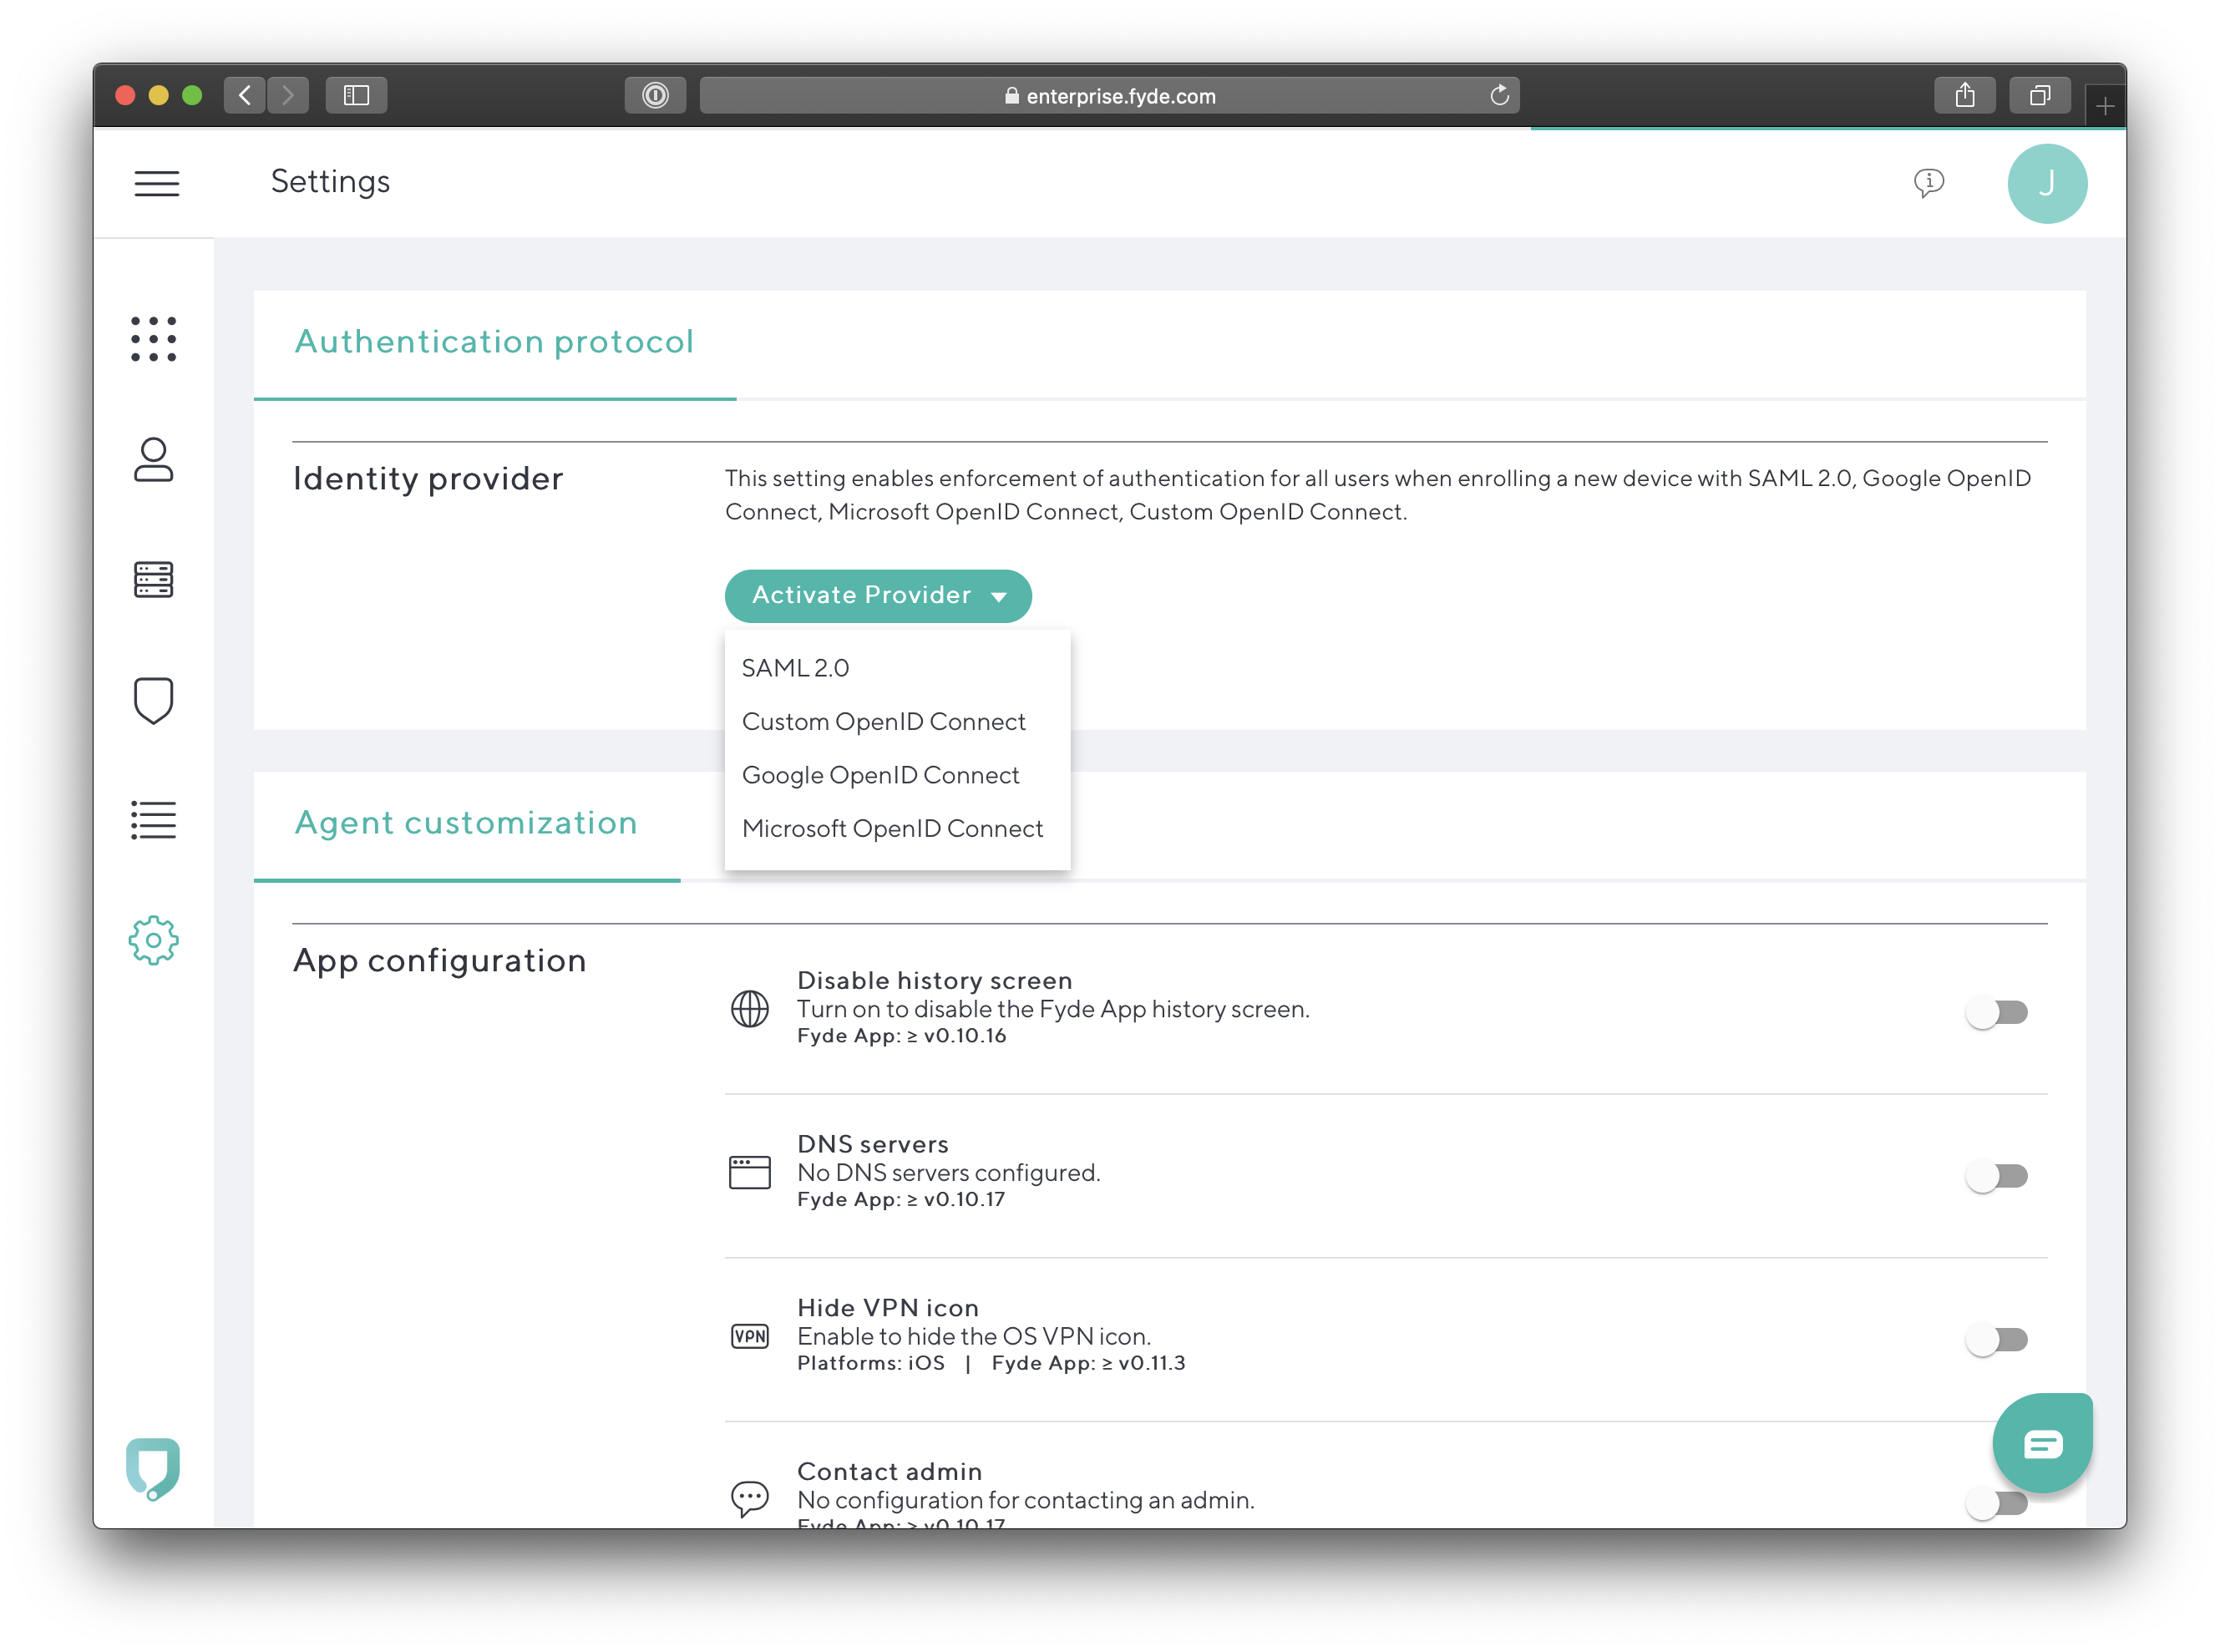 enterprise.fyde.com
Settings
J
Authentication protocol
Identity provider
This setting enables enforcement of authentication for all users when enrolling a new device with SAML 2.0, Google OpenID
Connect, Microsoft OpenID Connect, Custom OpenID Connect.
Activate Provider
SAML 2.0
Custom OpenID Connect
Google OpenID Connect
Microsoft OpenID Connect
Agent customization
App configuration
Disable history screen
Turn on to disable the Fyde App history screen.
Fyde App: ≥ v0.10.16
DNS servers
No DNS servers configured.
Fyde App: ≥ v0.10.17
VPN
Hide VPN icon
Enable to hide the OS VPN icon.
Platforms: iOS | Fyde App: ≥ v0.11.3
Contact admin
No configuration for contacting an admin.
Fyde App: ≥ v0.10.17